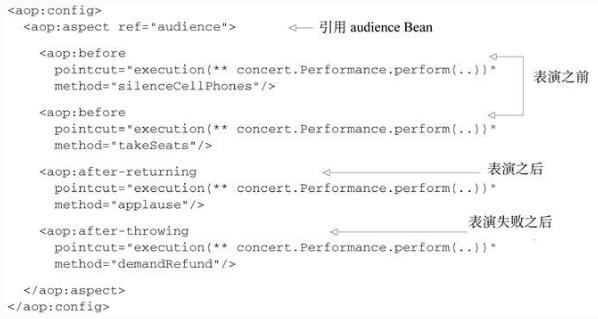 <aop:config>
<aop:aspect ref="audience"> 引用 audience Bean
<aop:before
pointcut="execution(** concert.Performance.perform(..))"
method="silenceCellPhones"/>
表演之前
<aop:before
pointcut="execution(** concert.Performance.perform(..))"
method="takeSeats"/>
<aop:after-returning 表演之后
pointcut="execution(** concert.Performance.perform(..))"
method="applause"/>
<aop:after-throwing 表演失败之后
pointcut="execution(** concert.Performance.perform(..))"
method="demandRefund"/>
</aop:aspect>
</aop:config>